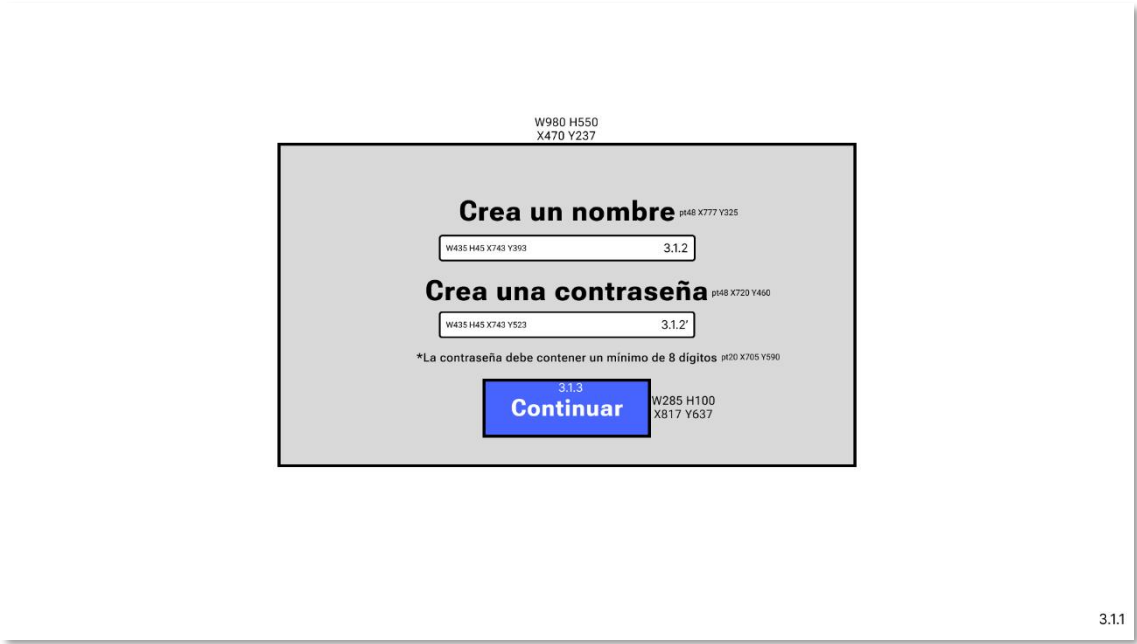 W980 H550
X470 Y237
Crea un nombre pt48 X777 Y325
W435 H45 X743 Y393 3.1.2
Crea una contraseña pt48 X720 Y460
W435 H45 X743 Y523 3.1.2'
*La contraseña debe contener un mínimo de 8 dígitos pt20 X705 Y590
3.1.3
Continuar
W285 H100
X817 Y637
3.1.1